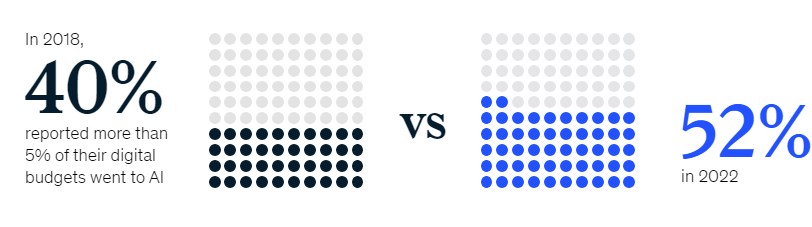 In 2018,
40%
reported more than
5% of their digital
budgets went to AI
vs
52%
in 2022